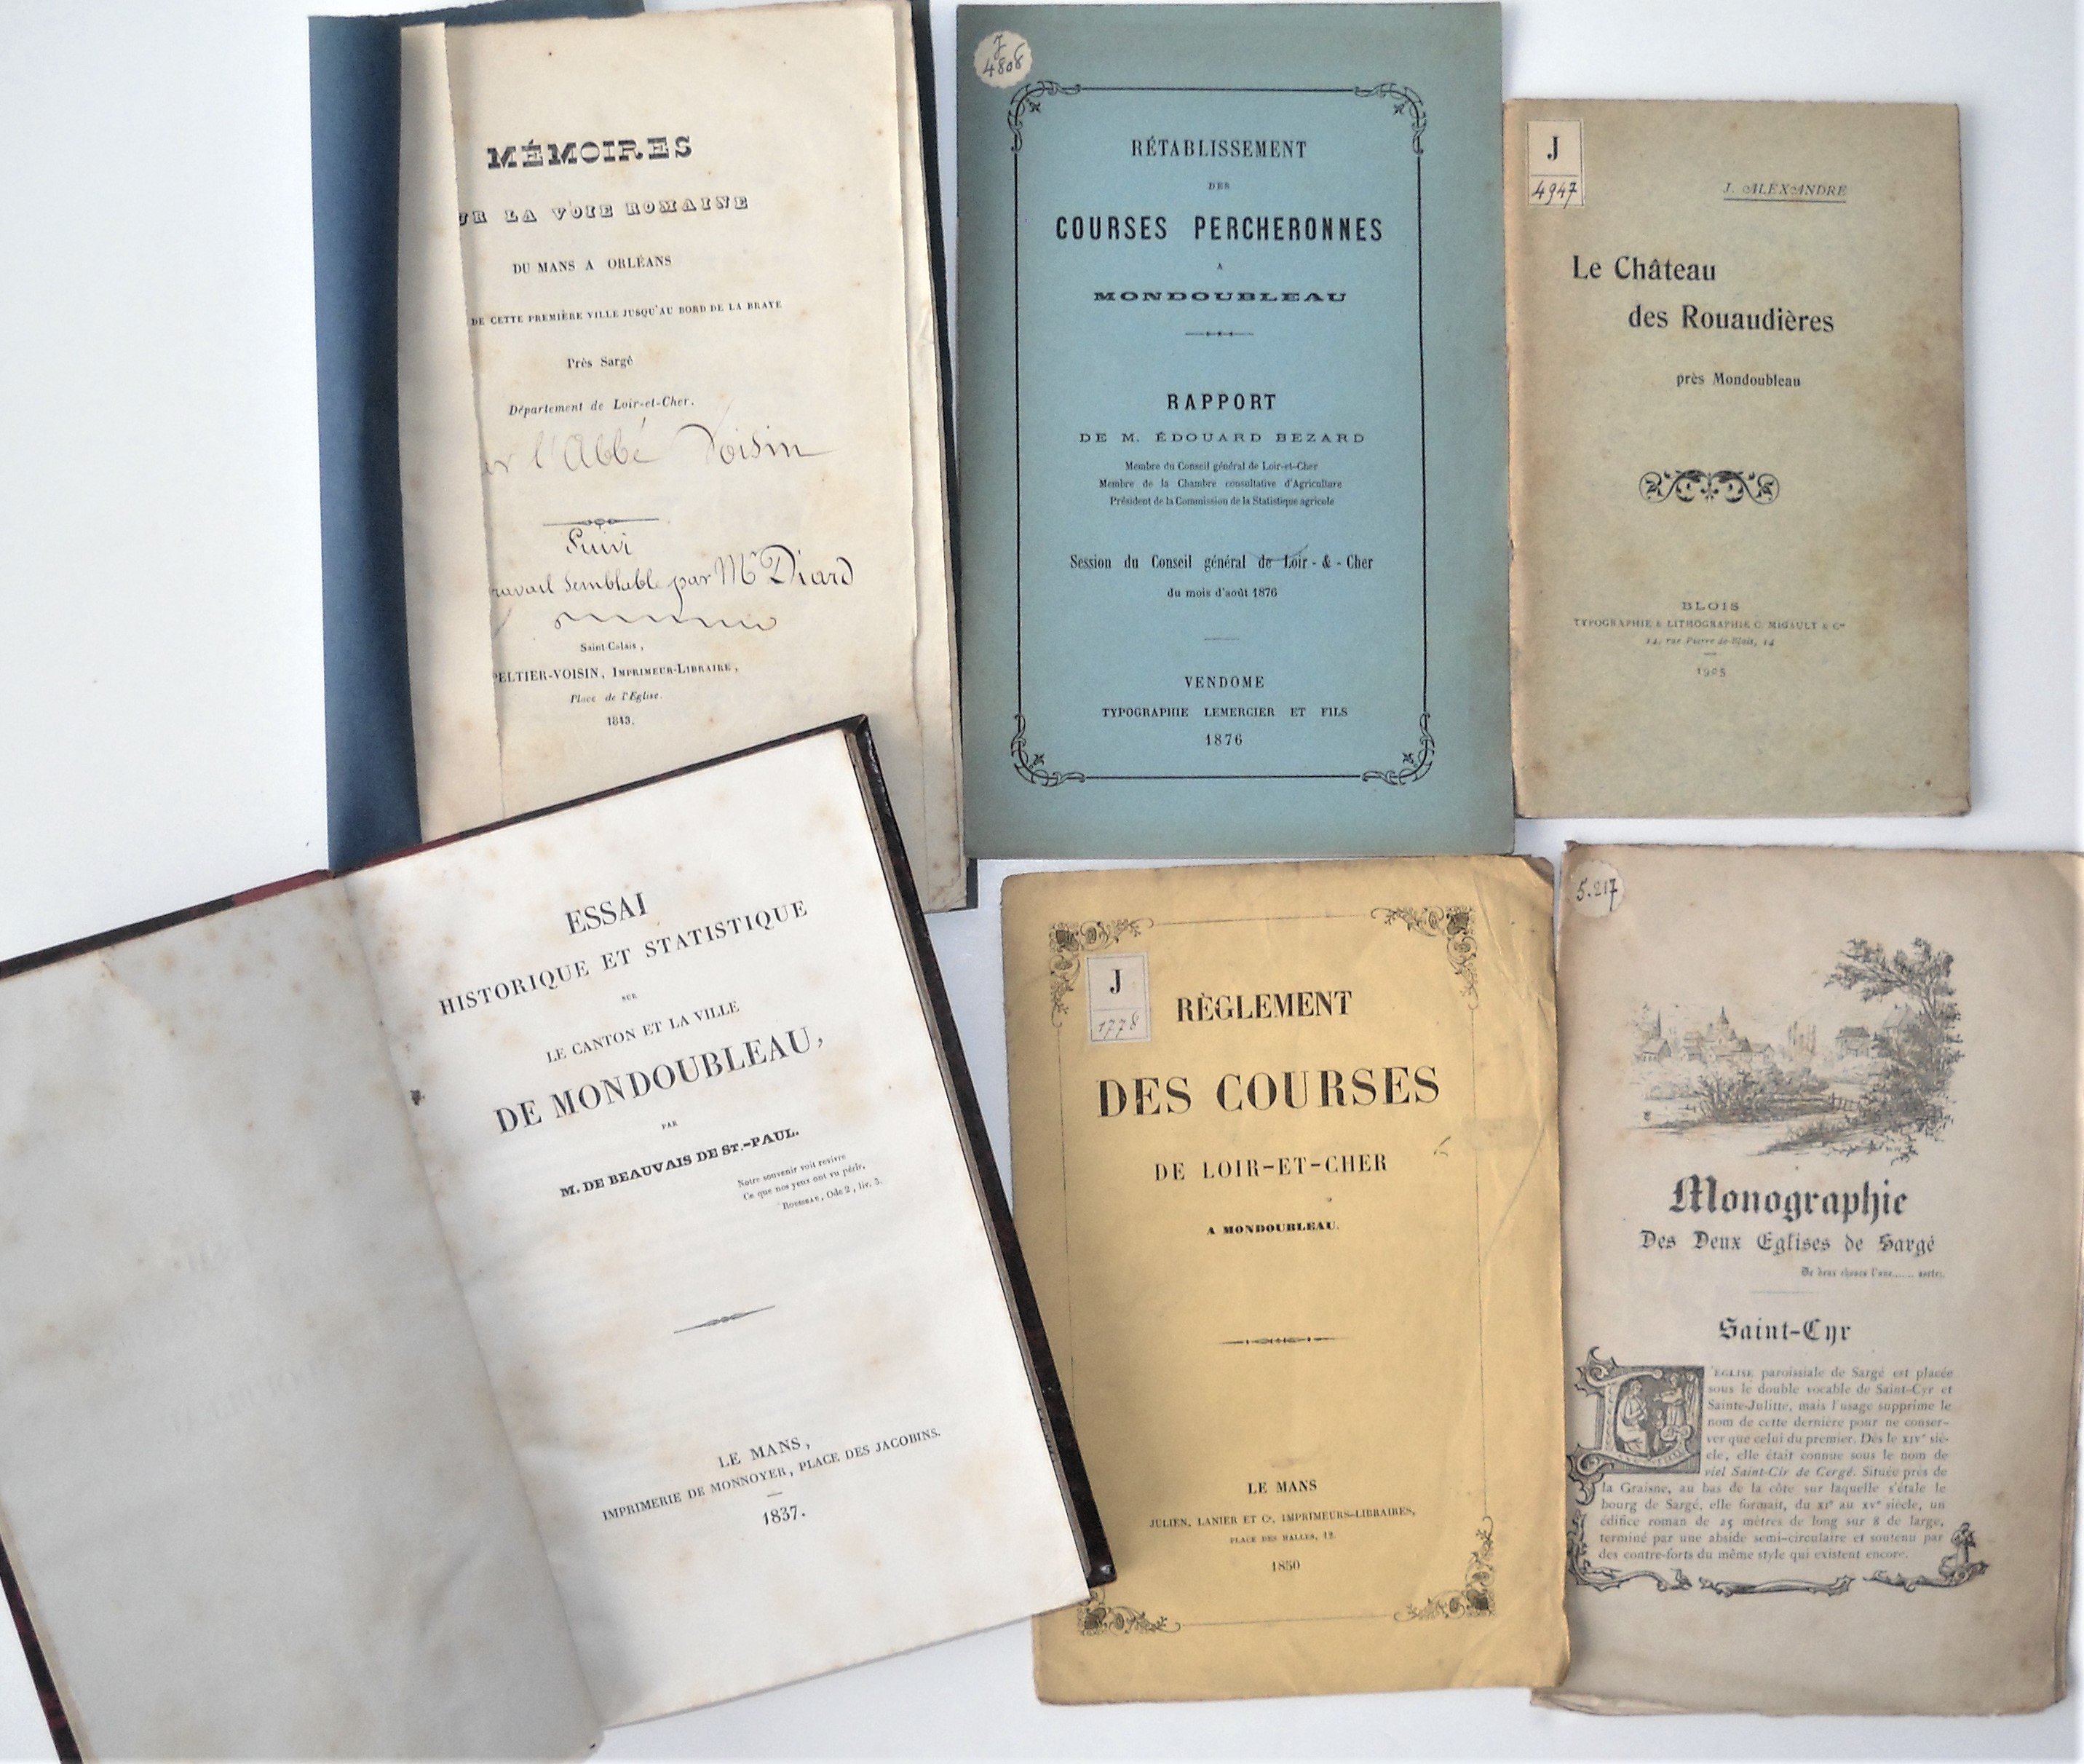 MÉMOIRES
UR LA VOIE ROMAINE
DU MANS A ORLÉANS
DE CETTE PREMIÈRE VILLE JUSQU'AU BORD DE LA BRAYE
Près Sargé
Département de Loir-et-Cher.
l'Abbé Voisin
Suivi
ravail Semblable par Mr Diard
Saint-Calais,
PELTIER-VOISIN, IMPRIMEUR-LIBRAIRE,
Place de l'Eglise.
1843.
J
4806
RÉTABLISSEMENT
DES
COURSES PERCHERONNES
A
MONDOUBLEAU
RAPPORT
DE M. ÉDOUARD BEZARD
Membre du Conseil général de Loir-et-Cher
Membre de la Chambre consultative d'Agriculture
Président de la Commission de la Statistique agricole
Session du Conseil général de Loir-&-Cher
du mois d'août 1876
VENDOME
TYPOGRAPHIE LEMERCIER ET FILS
1876
J
4947
J. ALEXANDRE
Le Château
des Rouaudières
près Mondoubleau
BLOIS
TYPOGRAPHIE & LITHOGRAPHIE C. MIGAULT & Cie
14, rue Pierre-de-Blois, 14
1905
ESSAI
HISTORIQUE ET STATISTIQUE
SUR
LE CANTON ET LA VILLE
DE MONDOUBLEAU,
PAR
M. DE BEAUVAIS DE ST.-PAUL.
Notre souvenir voit revivre
Ce que nos yeux ont vu périr.
ROUSSEAU, Ode 2, liv. 3.
LE MANS,
IMPRIMERIE DE MONNOYER, PLACE DES JACOBINS.
1837.
J
1778
RÈGLEMENT
DES COURSES
DE LOIR-ET-CHER
A MONDOUBLEAU.
LE MANS
JULIEN, LANIER ET Ce, IMPRIMEURS-LIBRAIRES,
PLACE DES HALLES, 12.
1850
5.217
Monographie
Des Deux Eglises de Sargé
De deux choses l'une...... 
Saint-Cyr
L'EGLISE paroissiale de Sargé est placée
sous le double vocable de Saint-Cyr et
Sainte-Julitte, mais l'usage supprime le
nom de cette dernière pour ne conser-
ver que celui du premier. Dès le XIVe siè-
cle, elle était connue sous le nom de
viel Saint-Cir de Cergé. Située près de
la Graisne, au bas de la côte sur laquelle s'étale le
bourg de Sargé, elle formait, du XIe au XVe siècle, un
édifice roman de 25 mètres de long sur 8 de large,
terminé par une abside semi-circulaire et soutenu par
des contre-forts du même style qui existent encore.